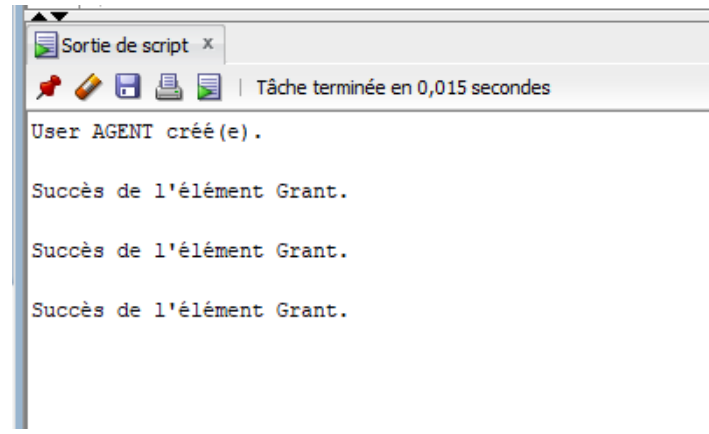 Sortie de script x
Tâche terminée en 0,015 secondes
User AGENT créé(e).
Succès de l'élément Grant.
Succès de l'élément Grant.
Succès de l'élément Grant.